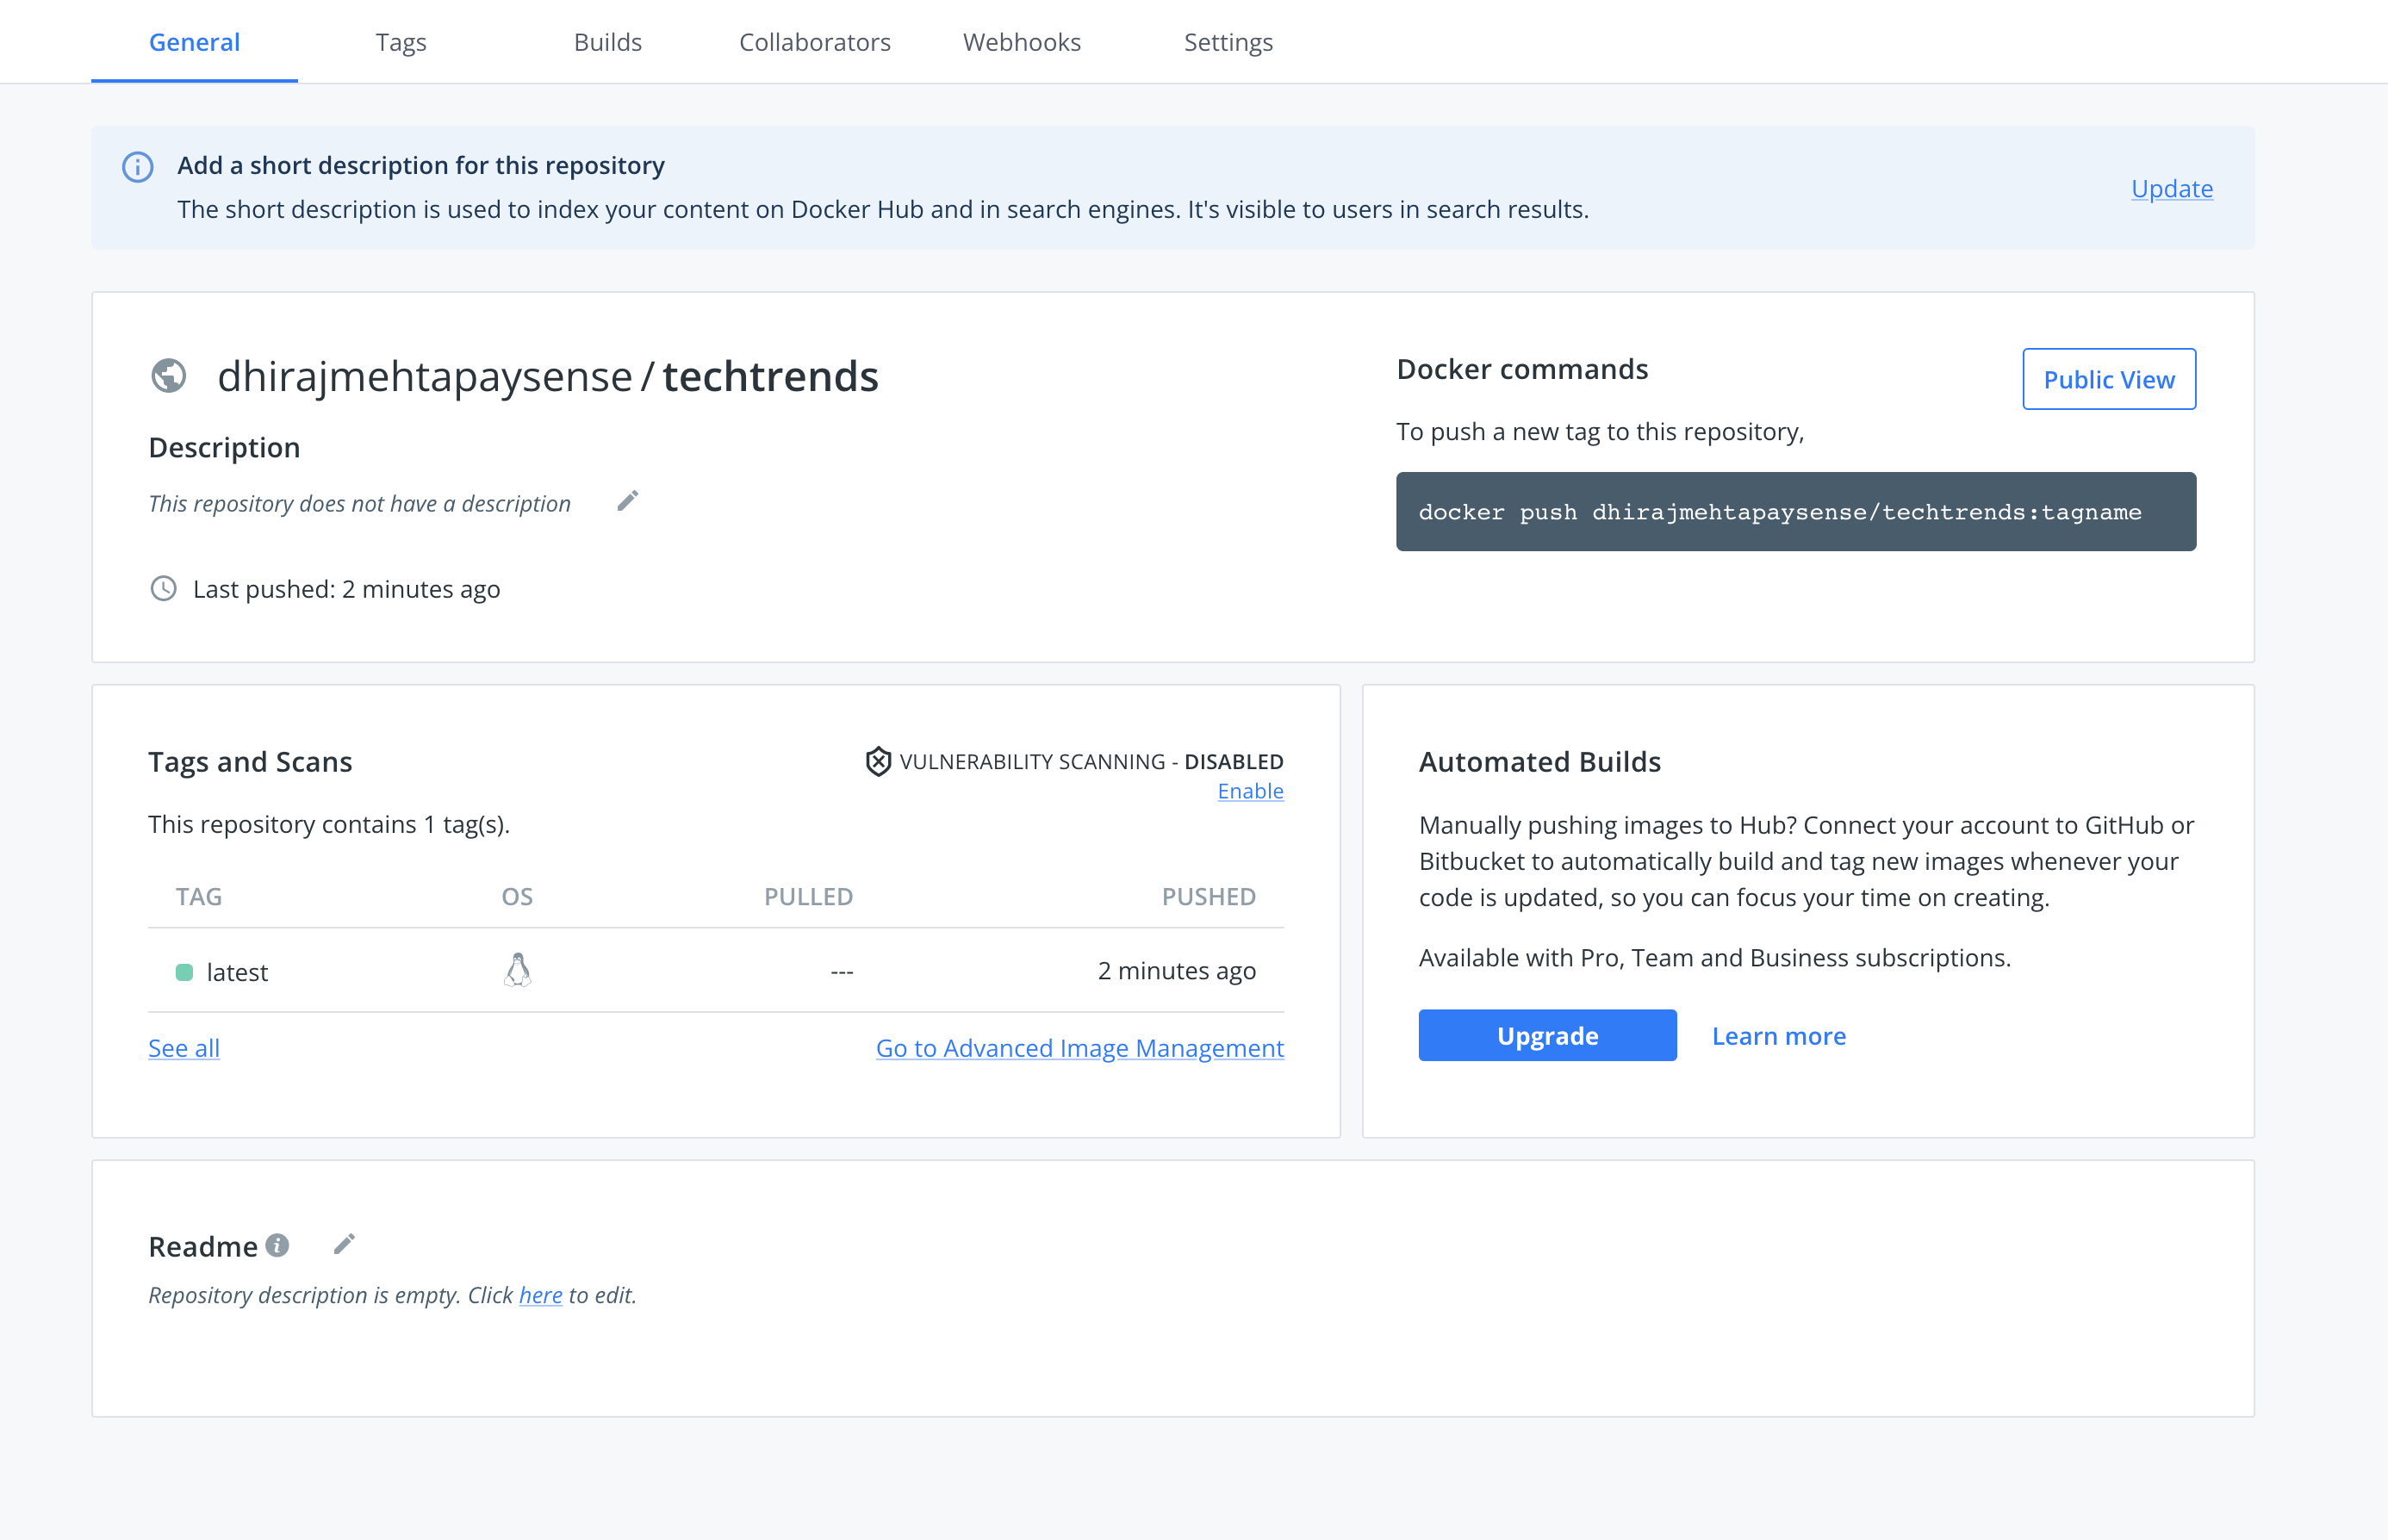 General Tags Builds Collaborators Webhooks Settings
Add a short description for this repository
The short description is used to index your content on Docker Hub and in search engines. It's visible to users in search results.
Update
dhirajmehtapaysense / techtrends
Description
This repository does not have a description
Last pushed: 2 minutes ago
Docker commands
Public View
To push a new tag to this repository,
docker push dhirajmehtapaysense/techtrends:tagname
Tags and Scans
VULNERABILITY SCANNING - DISABLED
Enable
This repository contains 1 tag(s).
TAG OS PULLED PUSHED
latest --- 2 minutes ago
See all Go to Advanced Image Management
Automated Builds
Manually pushing images to Hub? Connect your account to GitHub or
Bitbucket to automatically build and tag new images whenever your
code is updated, so you can focus your time on creating.
Available with Pro, Team and Business subscriptions.
Upgrade Learn more
Readme
Repository description is empty. Click here to edit.